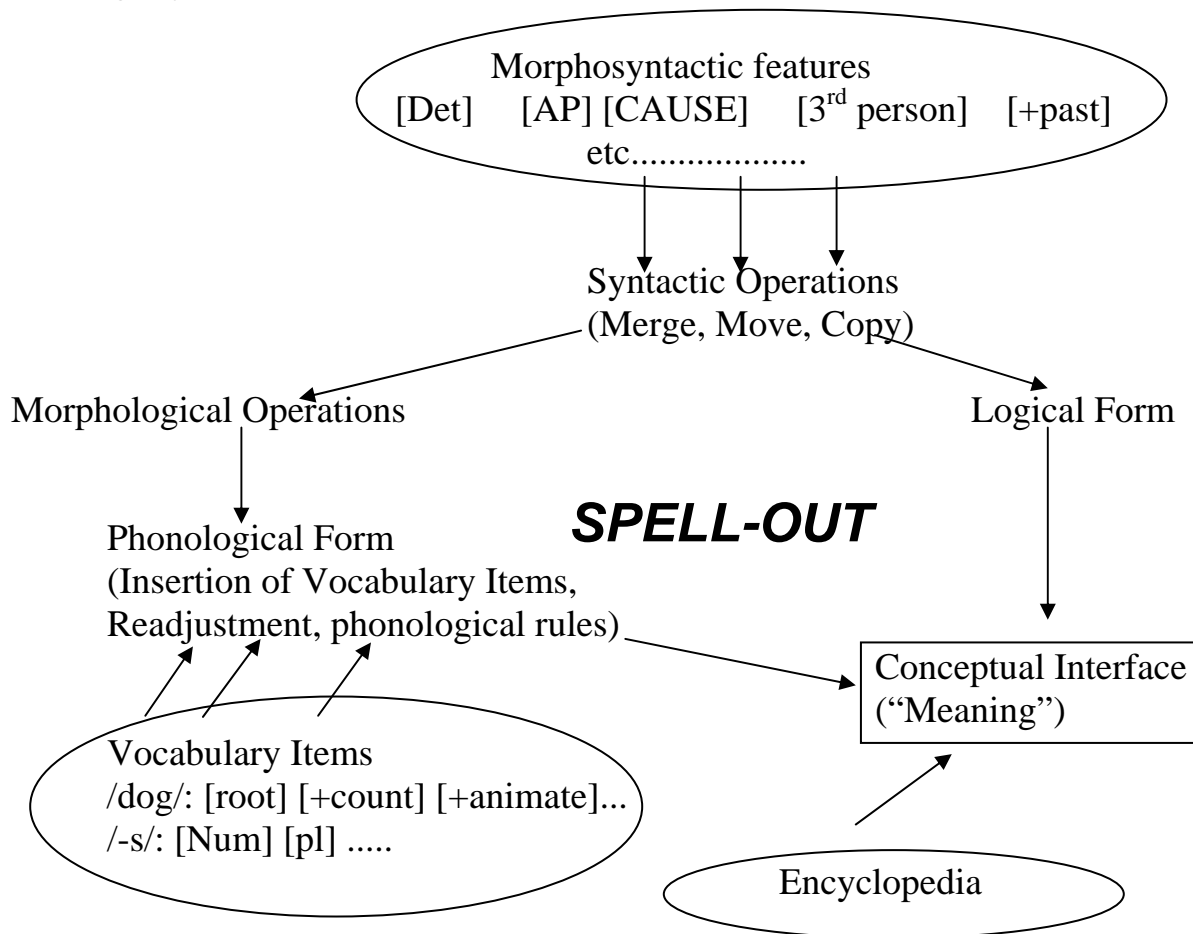 Morphosyntactic features
[Det] [AP] [CAUSE] [3rd person] [+past]
etc...................
Syntactic Operations
(Merge, Move, Copy)
Morphological Operations
Logical Form
SPELL-OUT
Phonological Form
(Insertion of Vocabulary Items,
Readjustment, phonological rules)
Conceptual Interface
(“Meaning”)
Vocabulary Items
/dog/: [root] [+count] [+animate]...
/-s/: [Num] [pl] .....
Encyclopedia